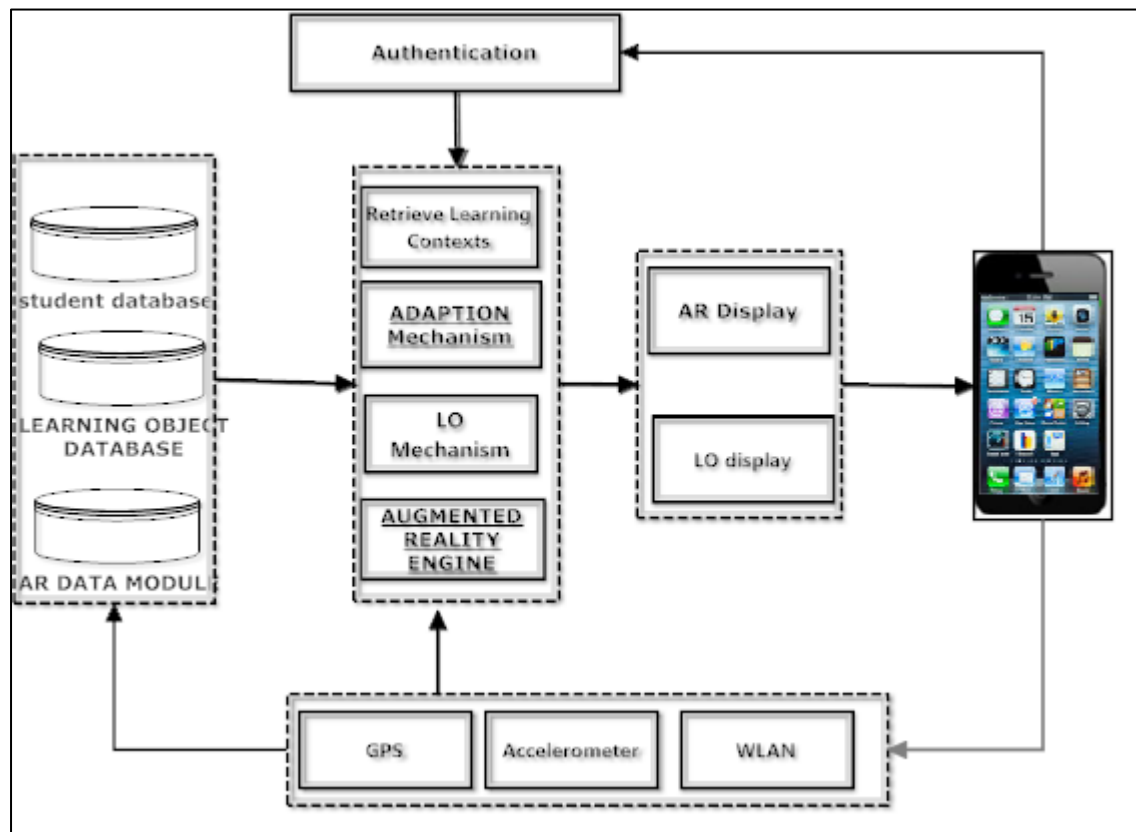 Authentication
Retrieve Learning
Contexts
student database
ADAPTION
Mechanism
AR Display
LEARNING OBJECT
DATABASE
LO
Mechanism
LO display
AUGMENTED
REALITY
ENGINE
AR DATA MODUL
GPS
Accelerometer
WLAN